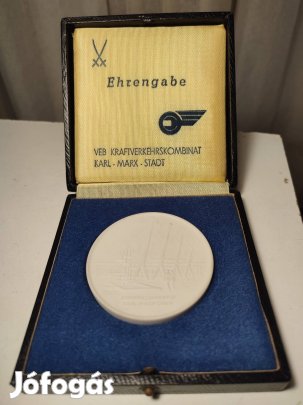 Ehrengabe
VEB KRAFTVERKEHRSKOMBINAT
KARL-MARX-STADT
Jófogás